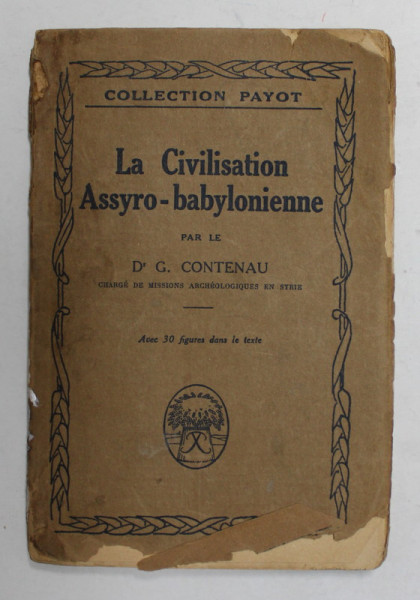 COLLECTION PAYOT
La Civilisation
Assyro-babylonienne
PAR LE
Dr G. CONTENAU
CHARGÉ DE MISSIONS ARCHÉOLOGIQUES EN SYRIE
Avec 30 figures dans le texte